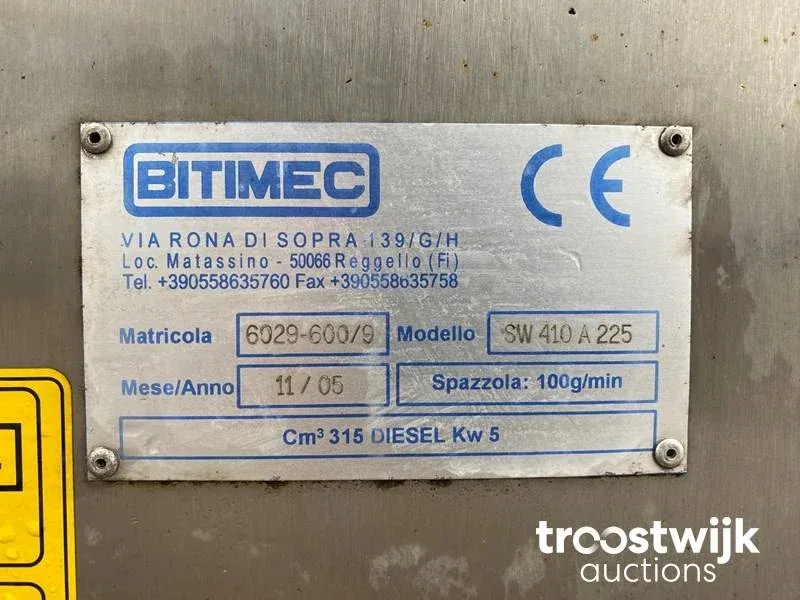 BITIMEC
CE
VIA RONA DI SOPRA 139/G/H
Loc. Matassino - 50066 Reggello (Fi)
Tel. +390558635760 Fax +390558635758
Matricola 6029-600/9 Modello SW 410 A 225
Mese/Anno 11 / 05 Spazzola: 100g/min
Cm³ 315 DIESEL Kw 5
troostwijk
auctions